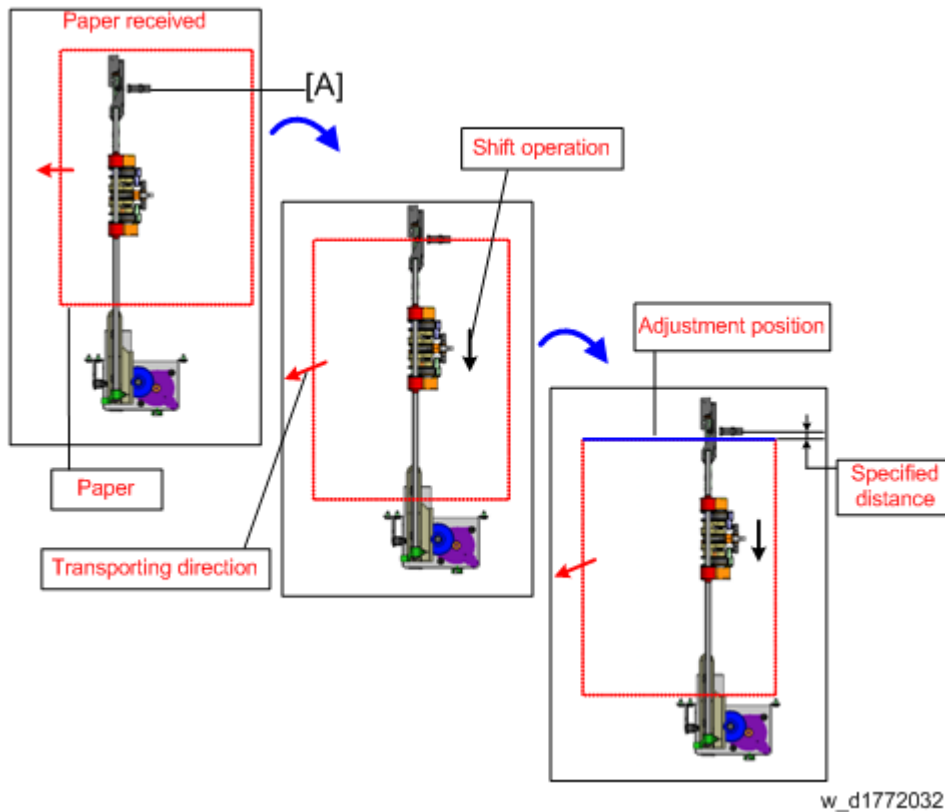 Paper received
[A]
Shift operation
Adjustment position
Paper
Specified
distance
Transporting direction
w_d1772032